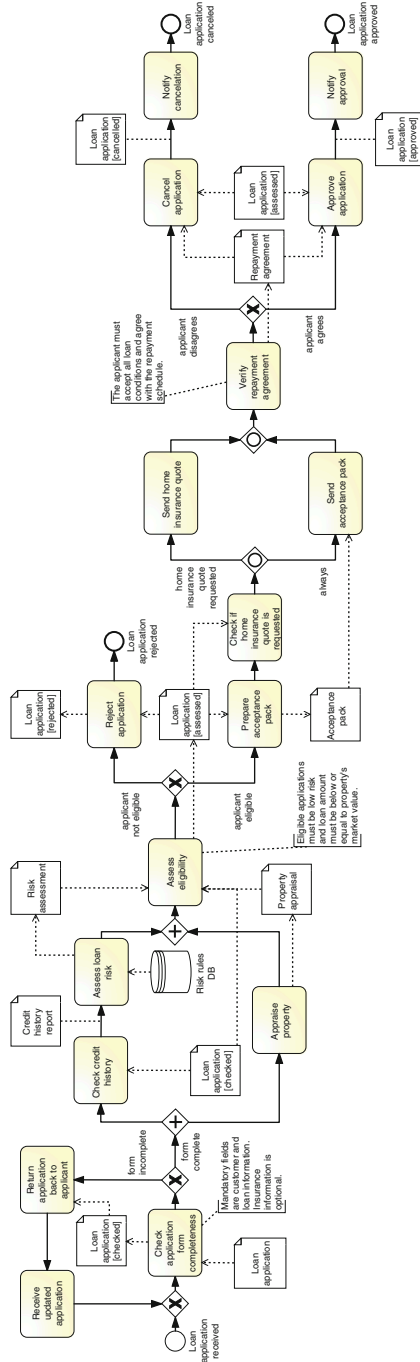 Loan
application
received
Receive
updated
application
Return
application
back to
applicant
Loan
application
[checked]
Check
application
form
completeness
Loan
application
Mandatory fields
are customer and
loan information.
Insurance
information is
optional.
form
incomplete
form
complete
Check credit
history
Credit
history
report
Assess loan
risk
Risk
assessment
Risk rules
DB
Loan
application
[checked]
Appraise
property
Property
appraisal
Assess
eligibility
Eligible applications
must be low risk
and loan amount
must be below or
equal to property's
market value.
applicant
not eligible
applicant
eligible
Loan
application
[rejected]
Reject
application
Loan
application
rejected
Loan
application
[assessed]
Prepare
acceptance
pack
Acceptance
pack
Check if
home
insurance
quote is
requested
home
insurance
quote
requested
always
Send home
insurance quote
Send
acceptance pack
The applicant must
accept all loan
conditions and agree
with the repayment
schedule.
Verify
repayment
agreement
applicant
disagrees
applicant
agrees
Repayment
agreement
Loan
application
[assessed]
Cancel
application
Loan
application
[cancelled]
Notify
cancelation
Loan
application
canceled
Approve
application
Loan
application
[approved]
Notify
approval
Loan
application
approved